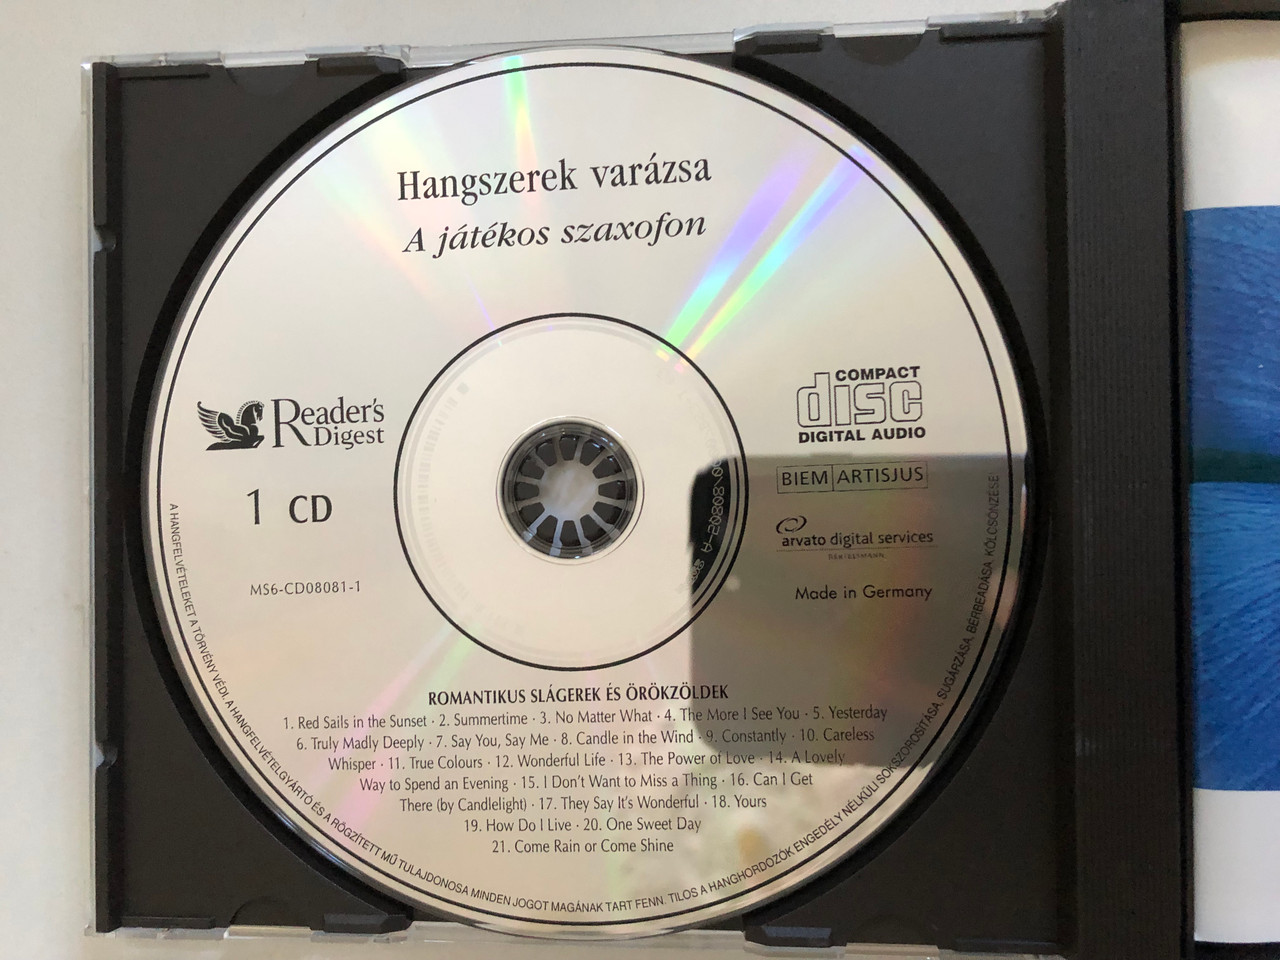 Hangszerek varázsa
A játékos szaxofon
Reader's
Digest
COMPACT
disc
DIGITAL AUDIO
BIEM ARTISJUS
1 CD
arvato digital services
MS6-CD08081-1
Made in Germany
ROMANTIKUS SLÁGEREK ÉS ÖRÖKZÖLDEK
1. Red Sails in the Sunset · 2. Summertime · 3. No Matter What · 4. The More I See You · 5. Yesterday
6. Truly Madly Deeply · 7. Say You, Say Me · 8. Candle in the Wind · 9. Constantly · 10. Careless
Whisper · 11. True Colours · 12. Wonderful Life · 13. The Power of Love · 14. A Lovely
Way to Spend an Evening · 15. I Don't Want to Miss a Thing · 16. Can I Get
There (by Candlelight) · 17. They Say It's Wonderful · 18. Yours
19. How Do I Live · 20. One Sweet Day
21. Come Rain or Come Shine
A HANGFELVÉTELEKET A TÖRVÉNY VÉDI. A HANGFELVÉTELGYÁRTÓ ÉS A RÖGZÍTETT MŰ TULAJDONOSA MINDEN JOGOT MAGÁNAK TART FENN. TILOS A HANGHORDOZÓK ENGEDÉLY NÉLKÜLI SOKSZOROSÍTÁSA, SUGÁRZÁSA, BÉRBEADÁSA, KÖLCSÖNZÉSE